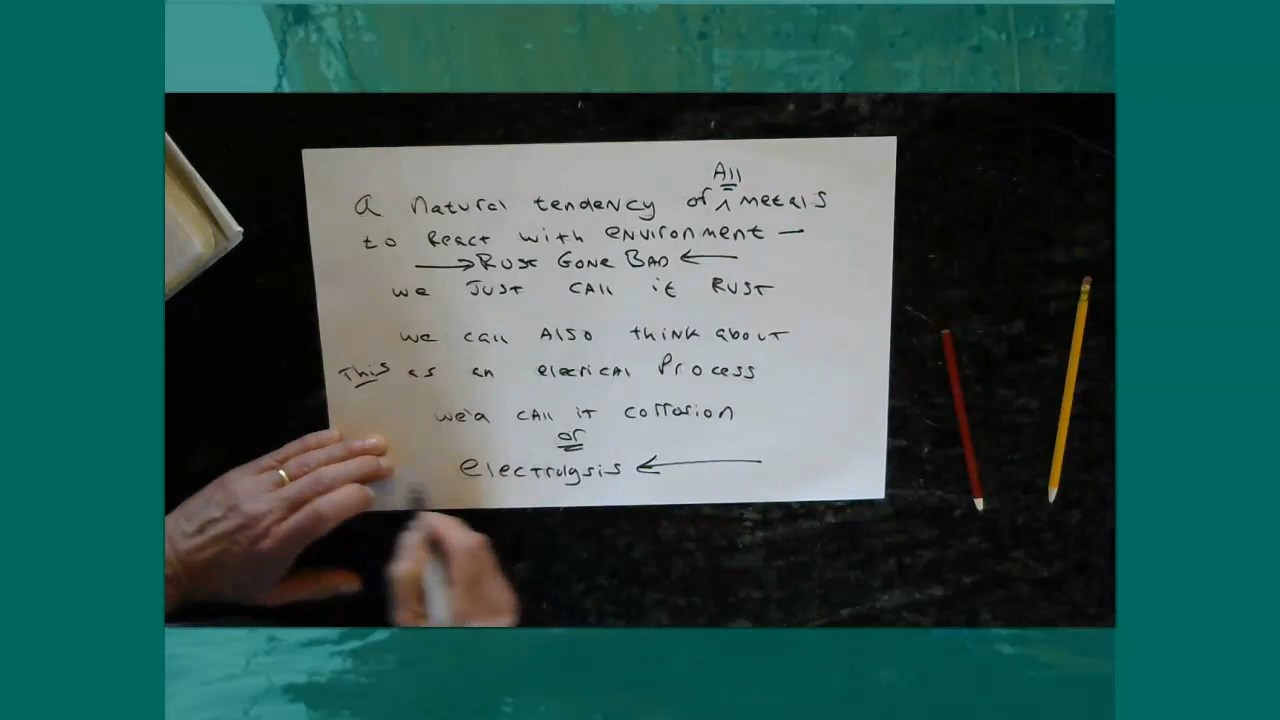 All
a natural tendency of ^ metals
to React with environment —
→ RUST GONE BAD ←
we JUST CAll it RUST
we can Also think about
This as an elecrical Process
we'd CAll it corrosion
or
electrolysis ←